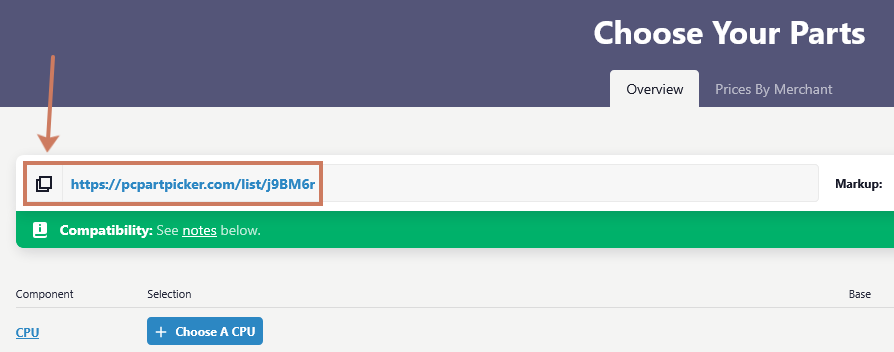 Choose Your Parts
Overview
Prices By Merchant
https://pcpartpicker.com/list/j9BM6r
Markup:
Compatibility: See notes below.
Component
Selection
Base
CPU
+ Choose A CPU